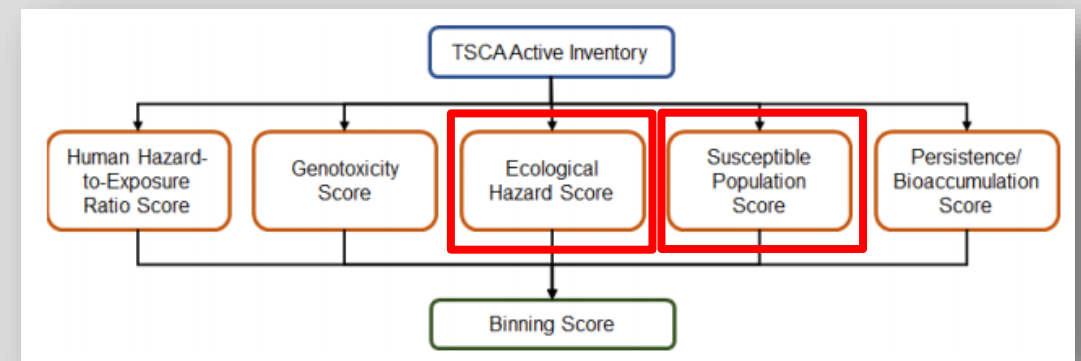 TSCA Active Inventory
Human Hazard-
to-Exposure
Ratio Score
Genotoxicity
Score
Ecological
Hazard Score
Susceptible
Population
Score
Persistence/
Bioaccumulation
Score
Binning Score